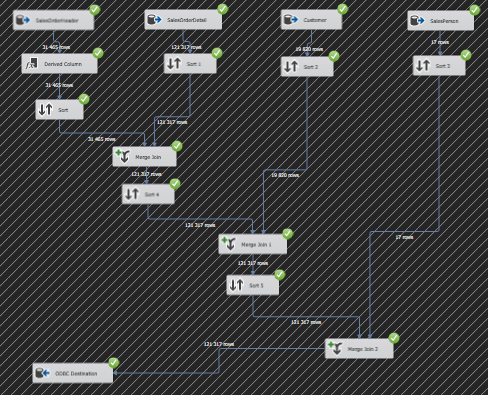 SalesOrderHeader
SalesOrderDetail
Customer
SalesPerson
31 465 rows
121 317 rows
19 820 rows
17 rows
Derived Column
Sort 1
Sort 2
Sort 3
31 465 rows
Sort
121 317 rows
31 465 rows
Merge Join
121 317 rows
19 820 rows
Sort 4
121 317 rows
17 rows
Merge Join 1
121 317 rows
Sort 5
121 317 rows
121 317 rows
Merge Join 2
ODBC Destination